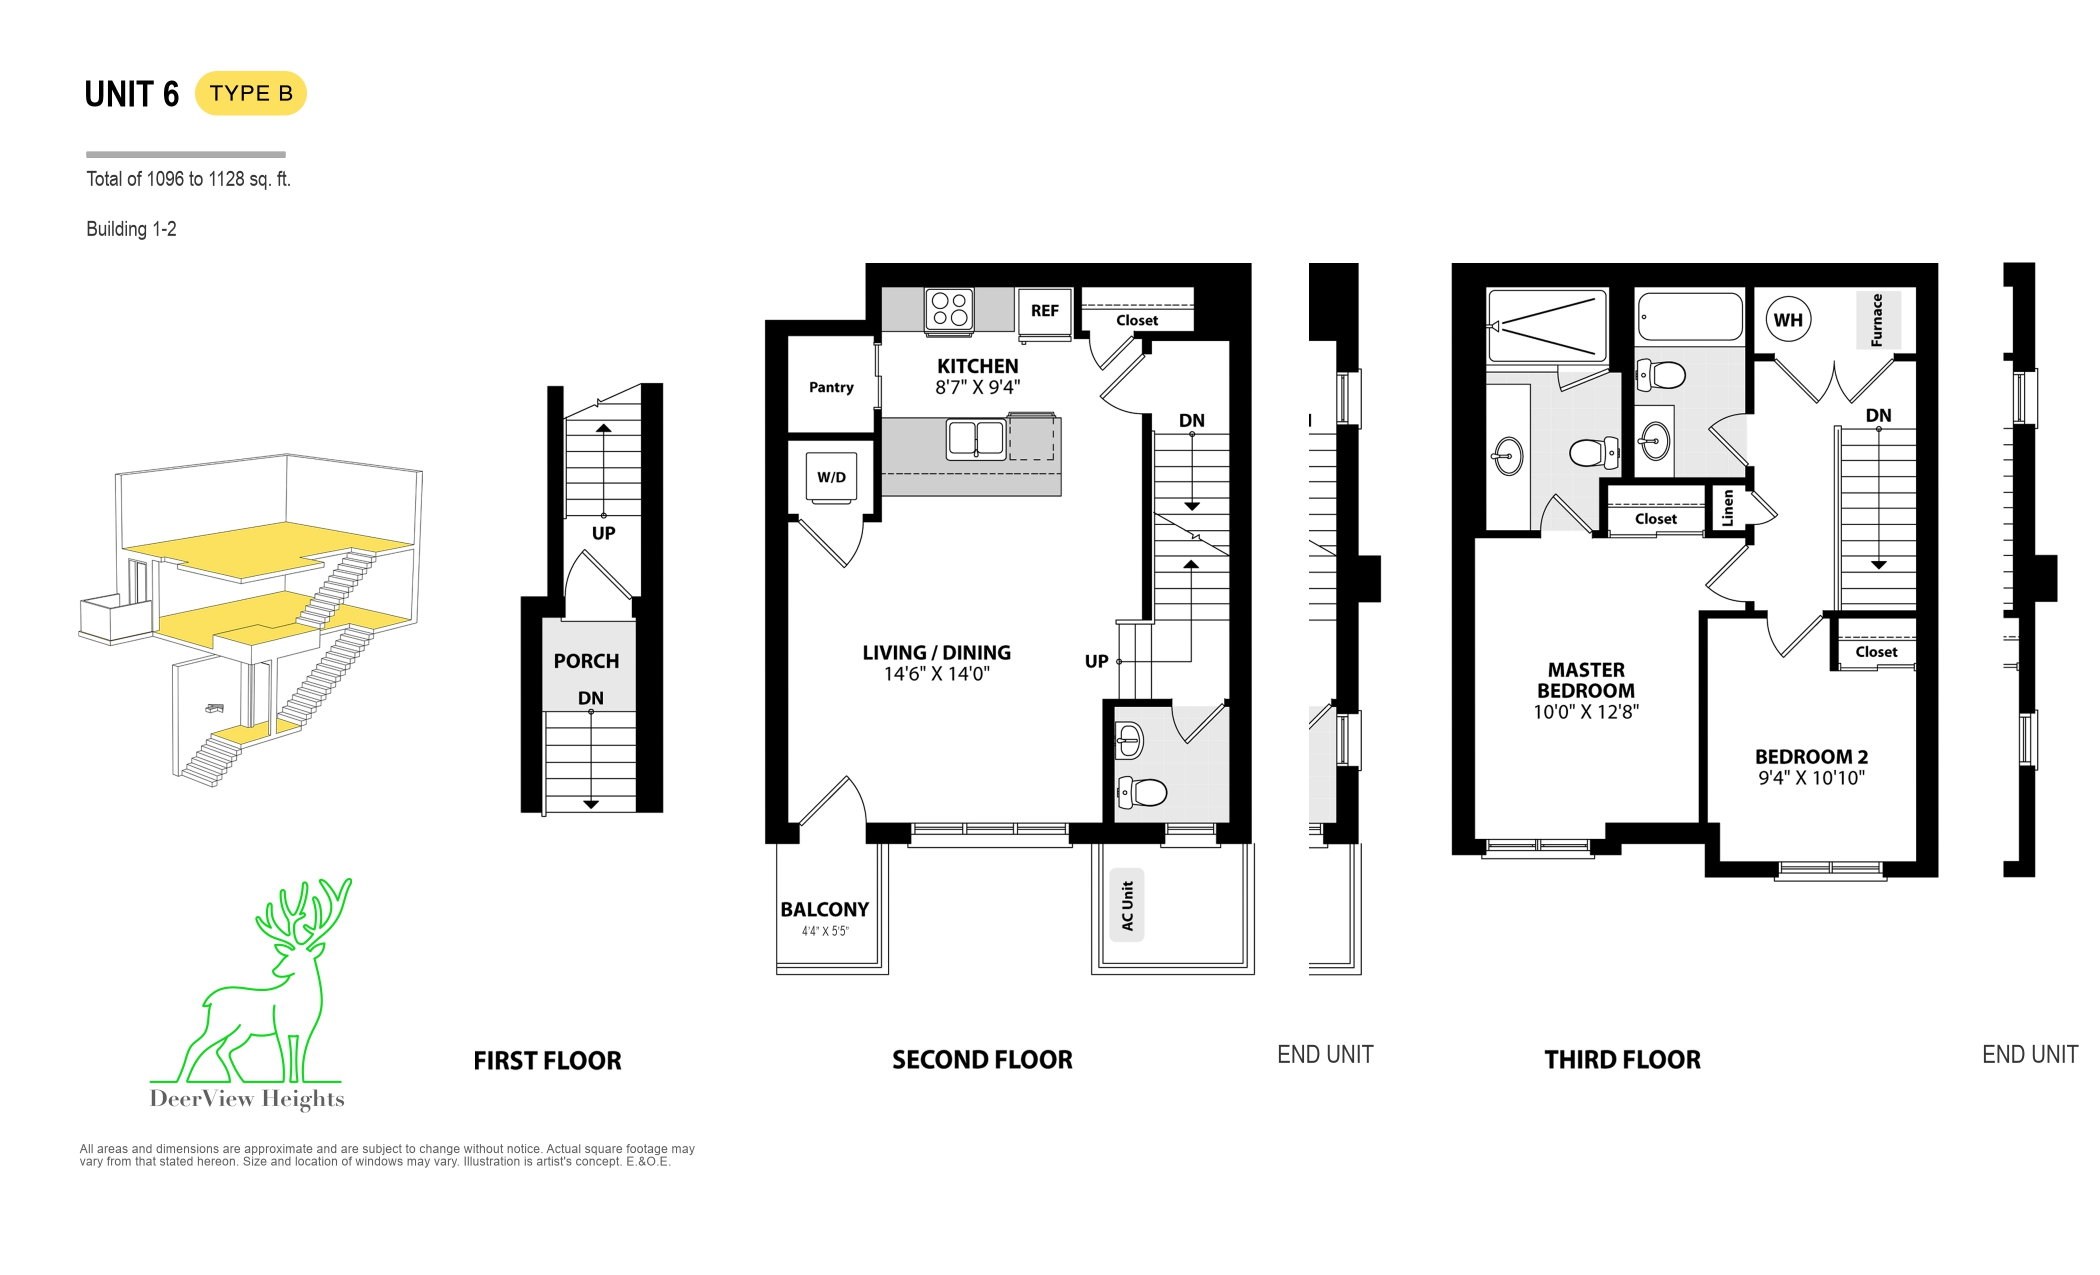 UNIT 6 TYPE B
Total of 1096 to 1128 sq. ft.
Building 1-2
UP
PORCH
DN
FIRST FLOOR
REF
Closet
KITCHEN
8'7" X 9'4"
Pantry
DN
W/D
LIVING / DINING
14'6" X 14'0"
UP
BALCONY
4'4" X 5'5"
AC Unit
SECOND FLOOR
END UNIT
WH
Furnace
DN
Linen
Closet
MASTER
BEDROOM
10'0" X 12'8"
Closet
BEDROOM 2
9'4" X 10'10"
THIRD FLOOR
END UNIT
DeerView Heights
All areas and dimensions are approximate and are subject to change without notice. Actual square footage may
vary from that stated hereon. Size and location of windows may vary. Illustration is artist's concept. E.&O.E.